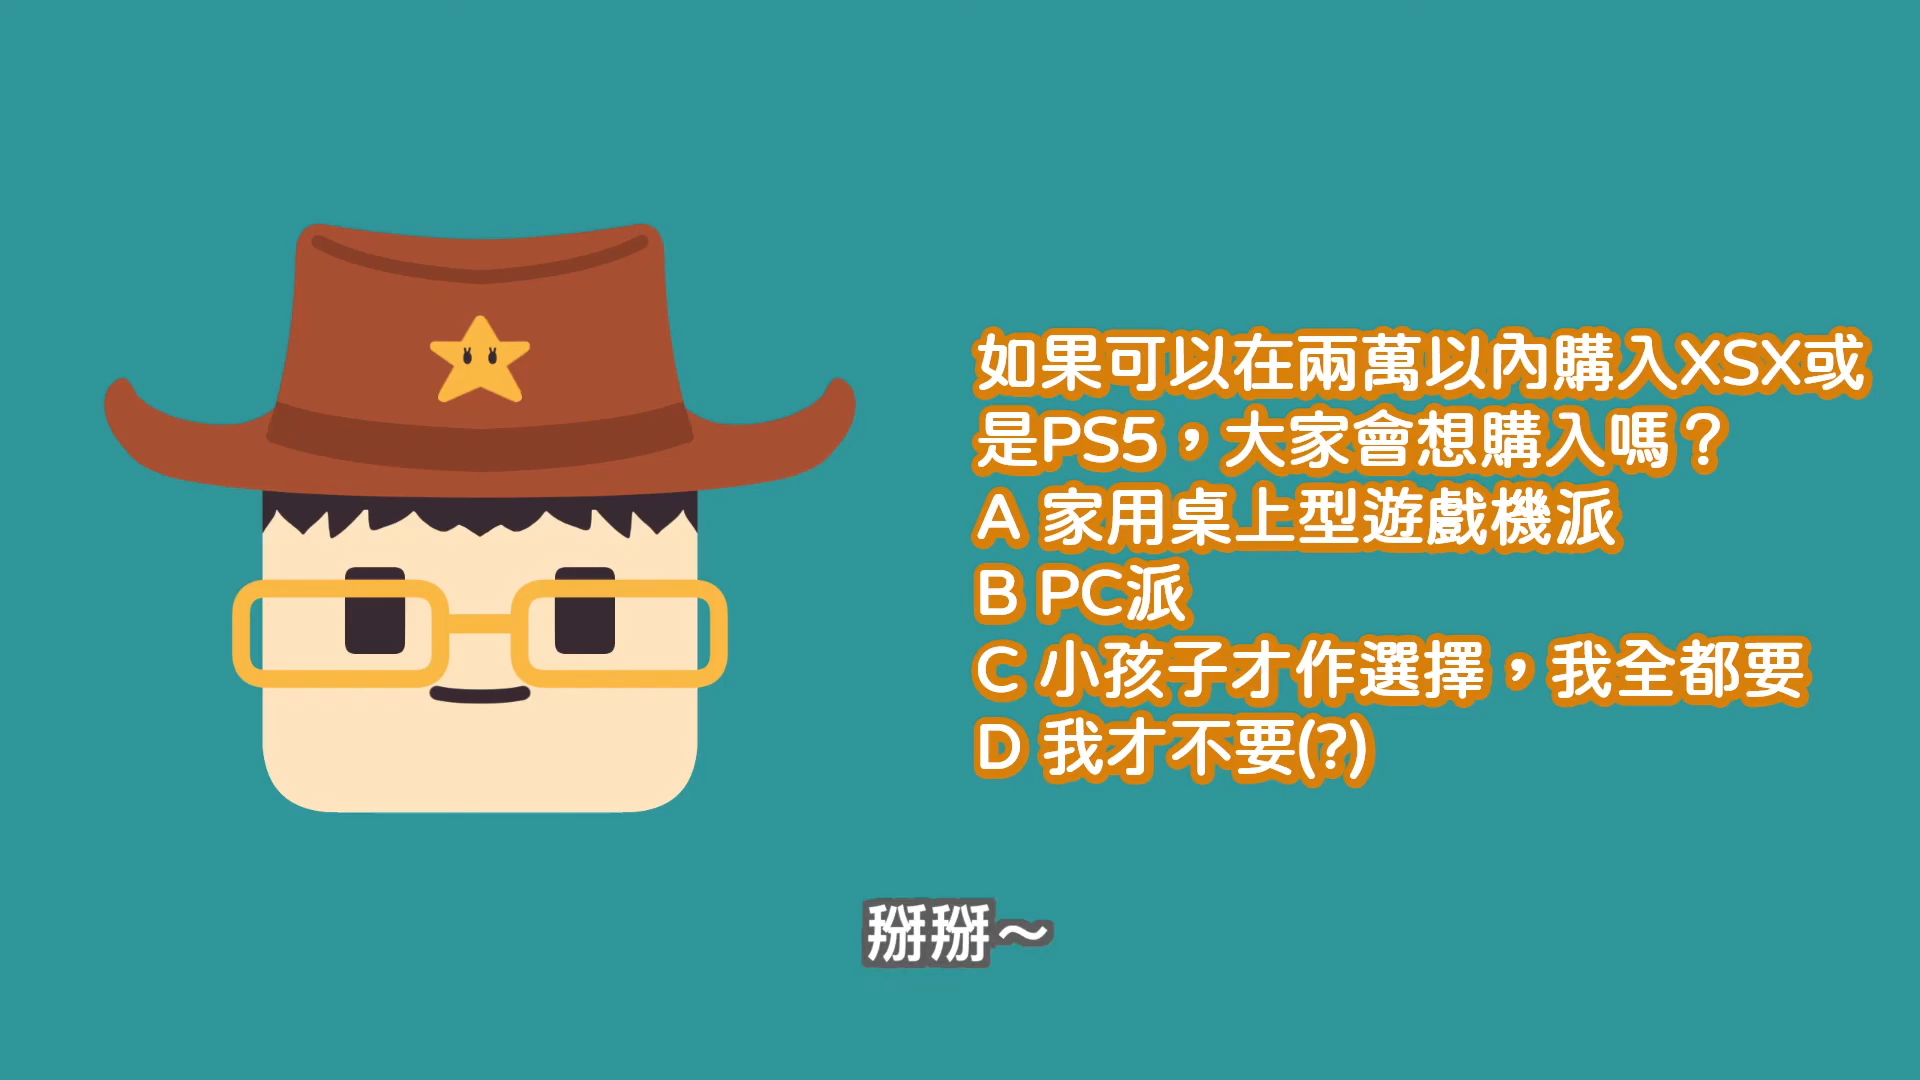 如果可以在兩萬以內購入XSX或
是PS5，大家會想購入嗎？
A 家用桌上型遊戲機派
B PC派
C 小孩子才作選擇，我全都要
D 我才不要(?)
掰掰～